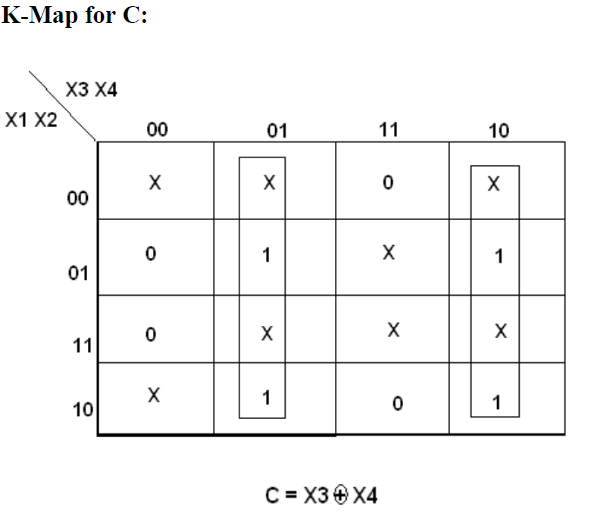 K-Map for C:
X3 X4
X1 X2
00 01 11 10
00 X X 0 X
01 0 1 X 1
11 0 X X X
10 X 1 0 1
C = X3 ⊕ X4